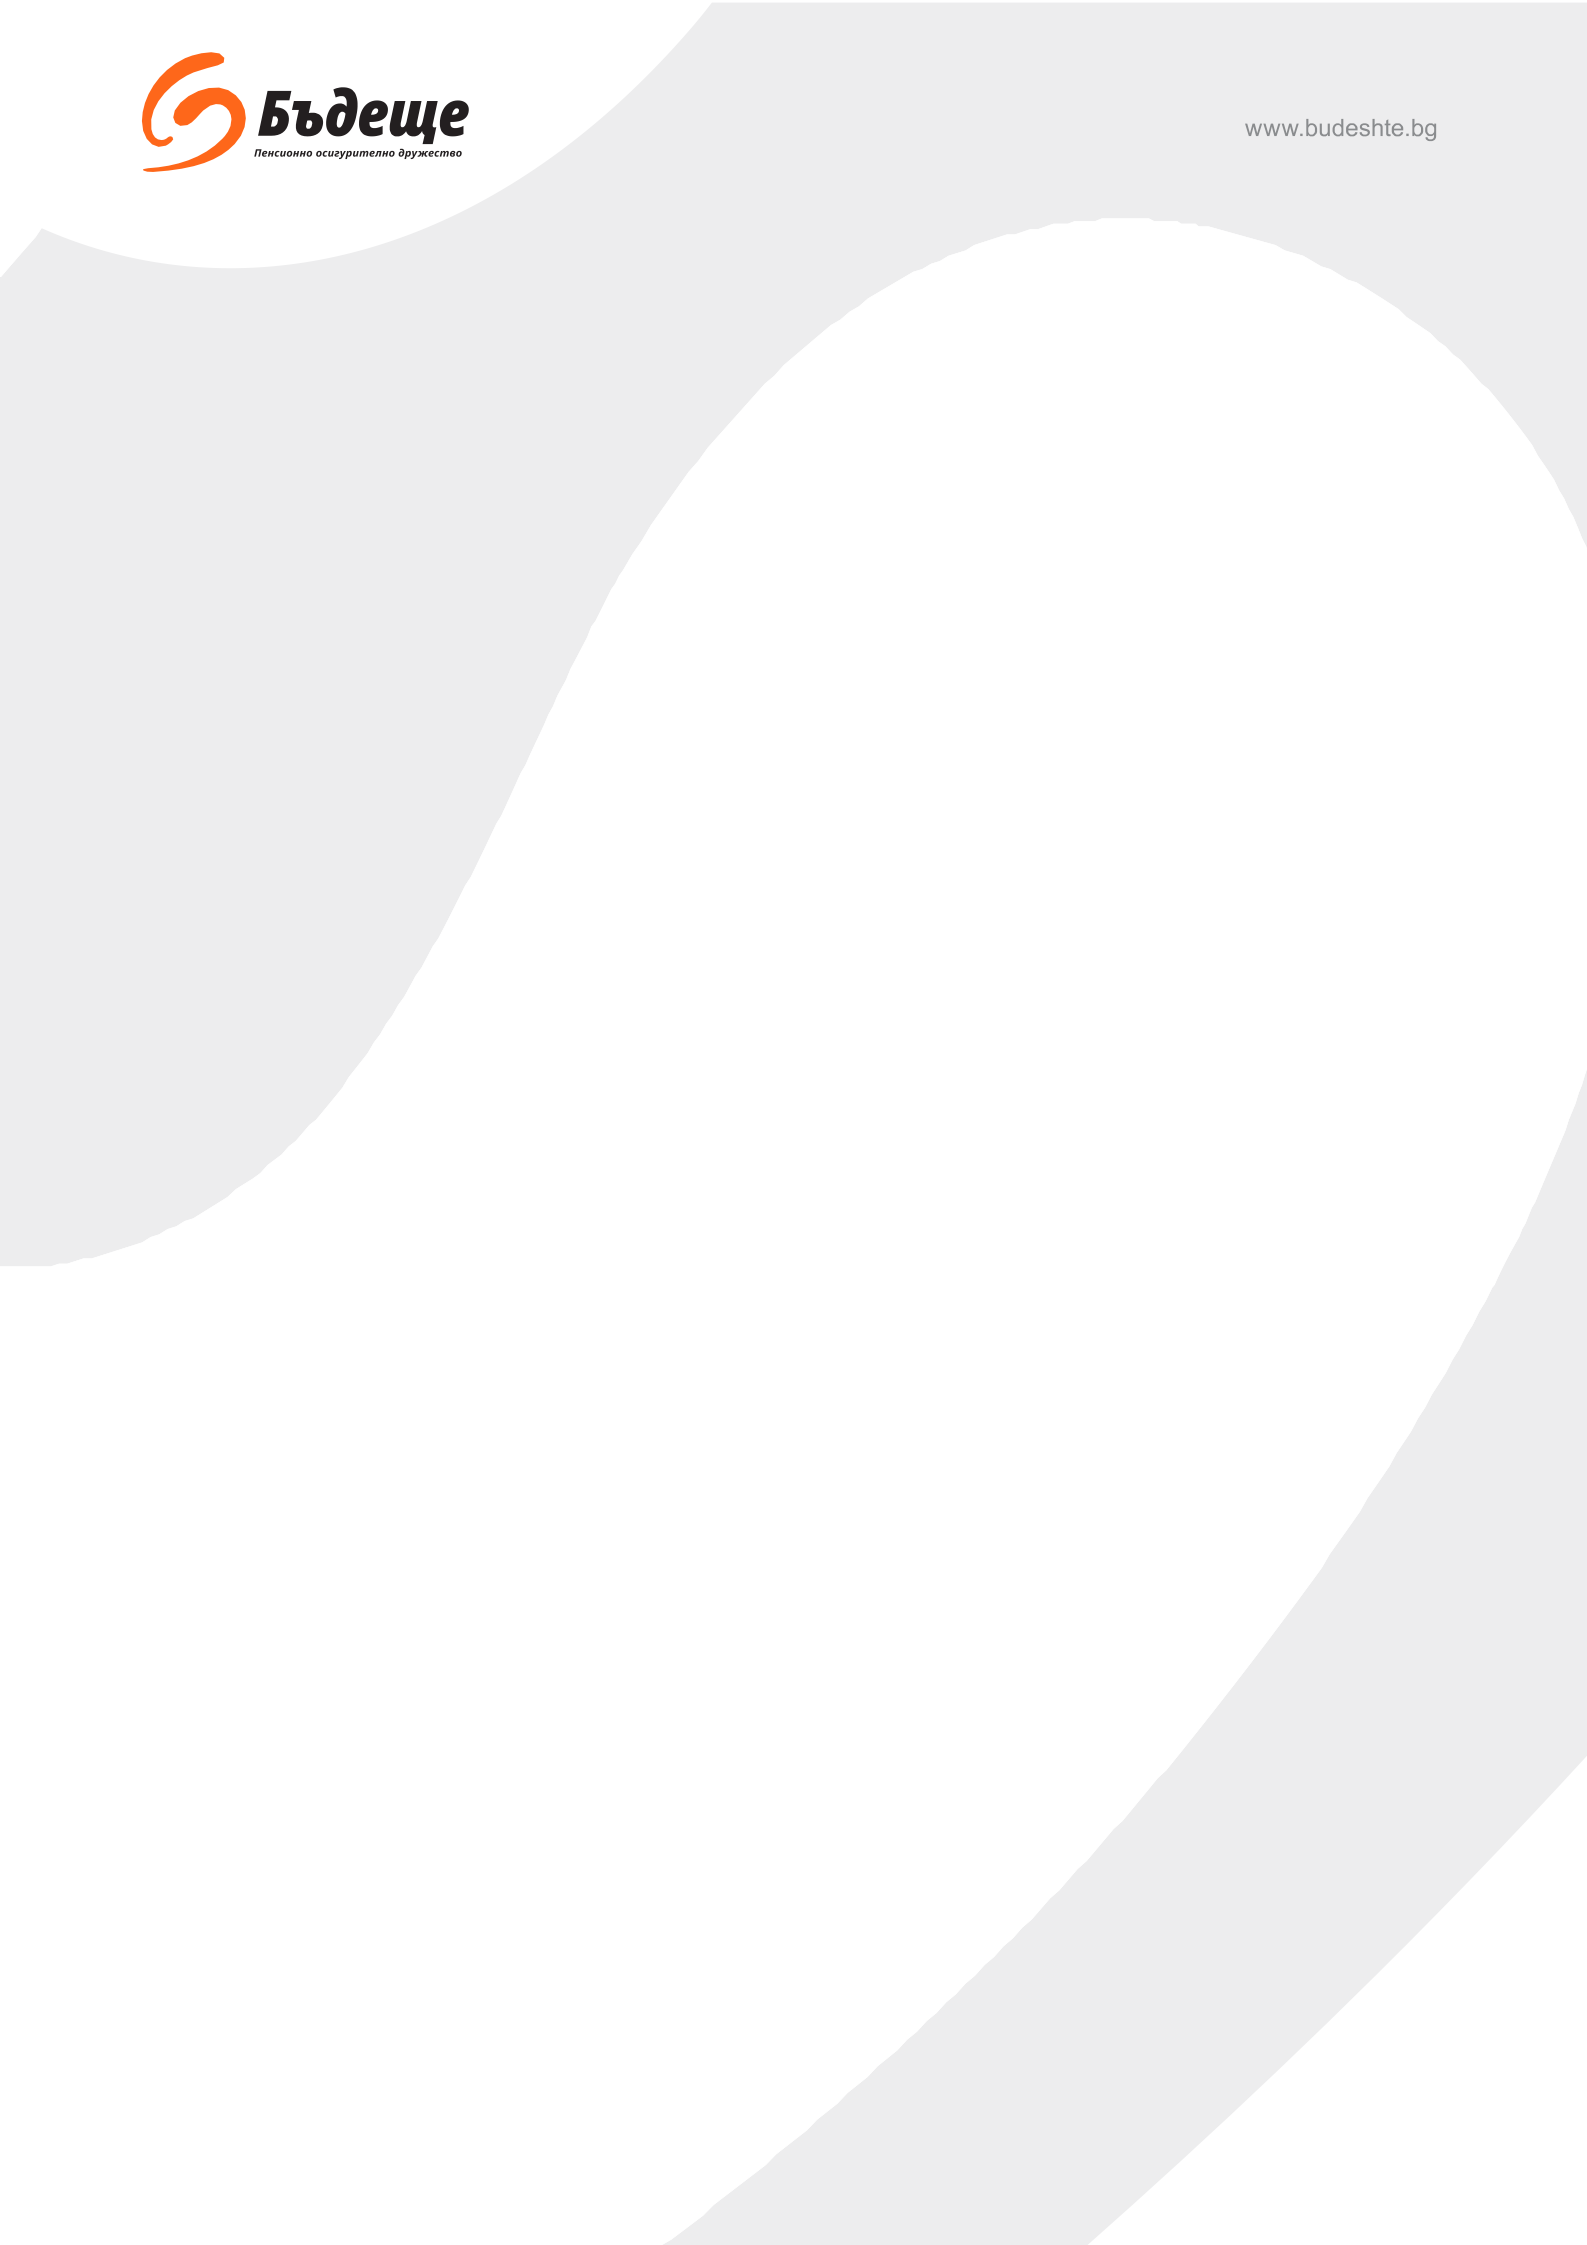 Бъдеще
Пенсионно осигурително дружество
www.budeshte.bg